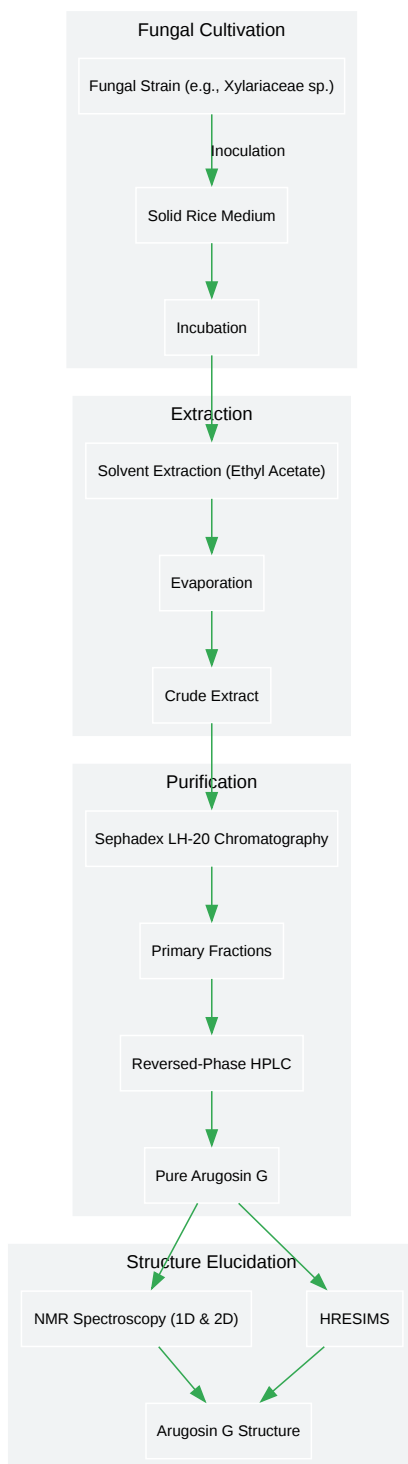 Fungal Cultivation
Fungal Strain (e.g., Xylariaceae sp.)
Inoculation
Solid Rice Medium
Incubation
Extraction
Solvent Extraction (Ethyl Acetate)
Evaporation
Crude Extract
Purification
Sephadex LH-20 Chromatography
Primary Fractions
Reversed-Phase HPLC
Pure Arugosin G
Structure Elucidation
NMR Spectroscopy (1D & 2D)
HRESIMS
Arugosin G Structure